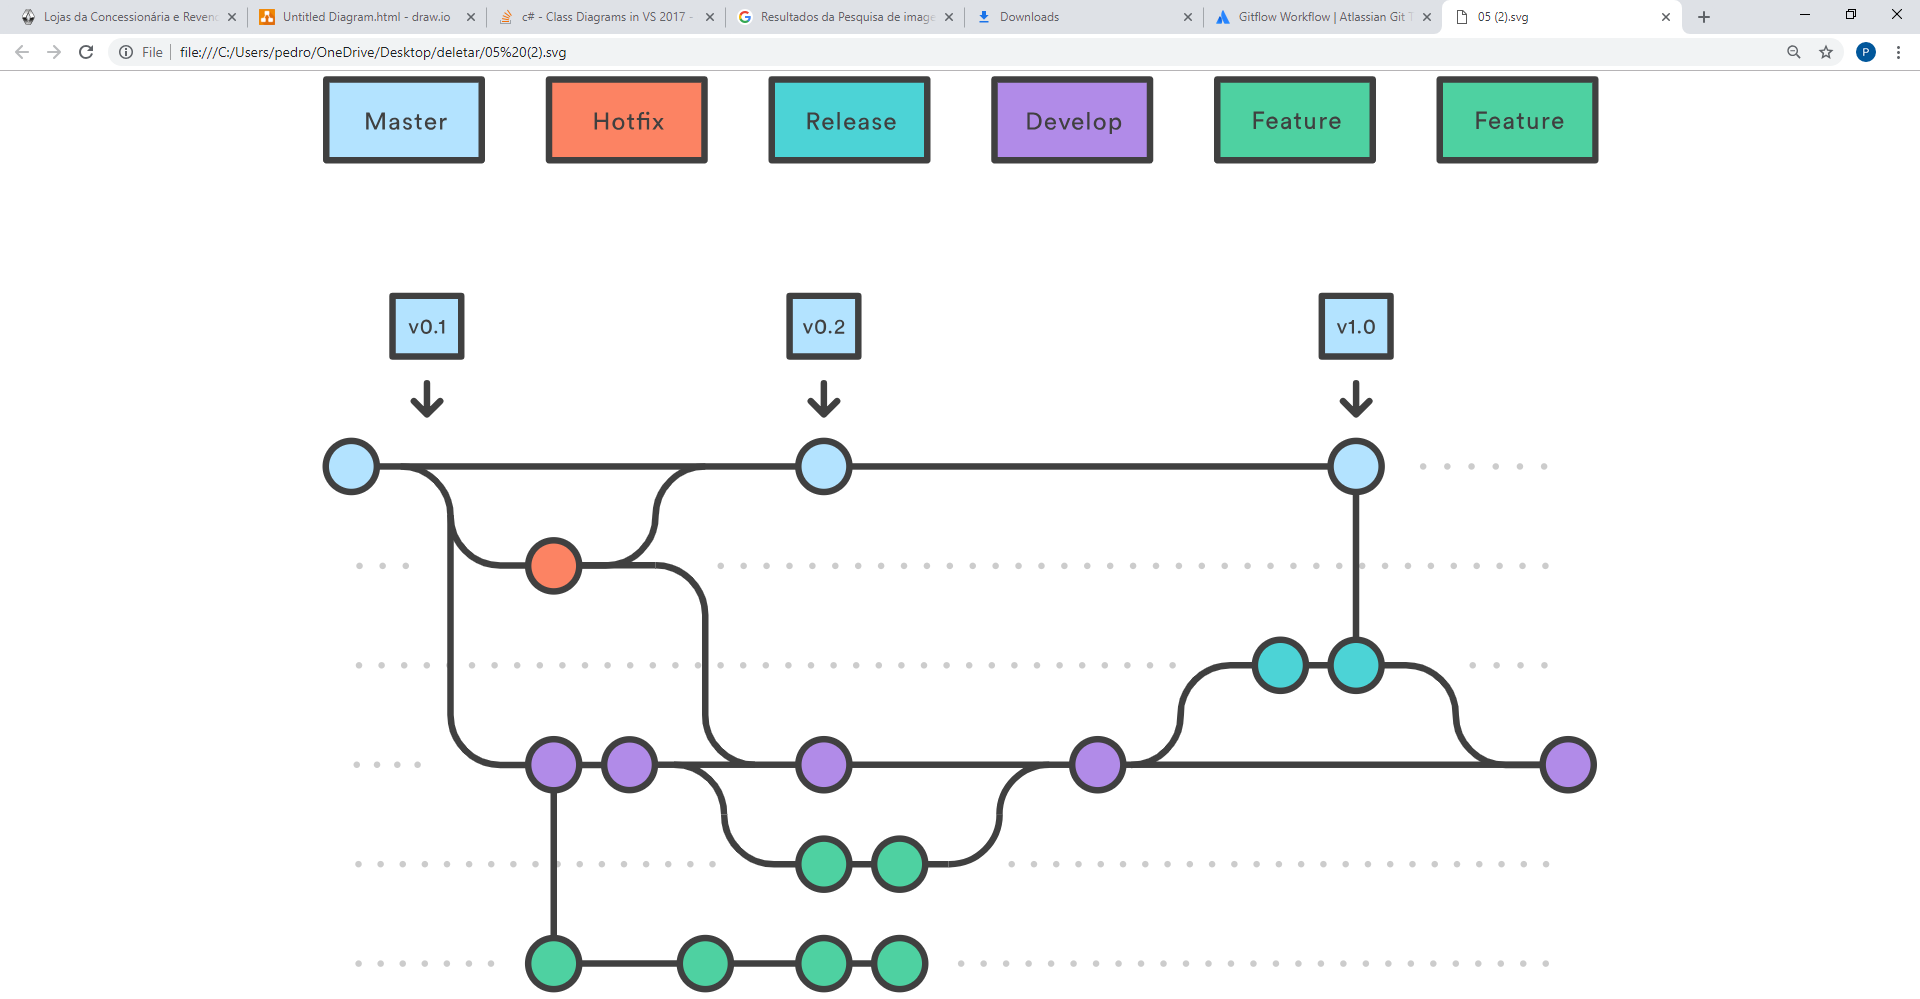 Lojas da Concessionária e Reven
Untitled Diagram.html - draw.io
c# - Class Diagrams in VS 2017 -
Resultados da Pesquisa de image
Downloads
Gitflow Workflow | Atlassian Git T
05 (2).svg
File
file:///C:/Users/pedro/OneDrive/Desktop/deletar/05%20(2).svg
P
Master
Hotfix
Release
Develop
Feature
Feature
v0.1
v0.2
v1.0